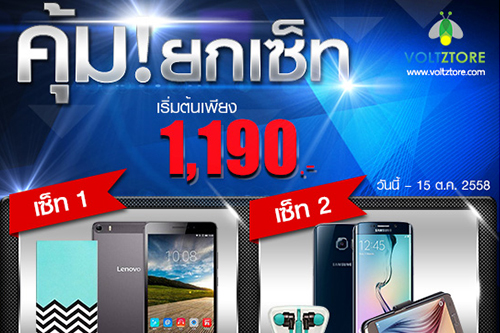 คุ้ม! ยกเซ็ท
VOLTZTORE
www.voltztore.com
เริ่มต้นเพียง
1,190.-
วันนี้ - 15 ต.ค. 2558
เซ็ท 1
เซ็ท 2
Lenovo
SAMSUNG